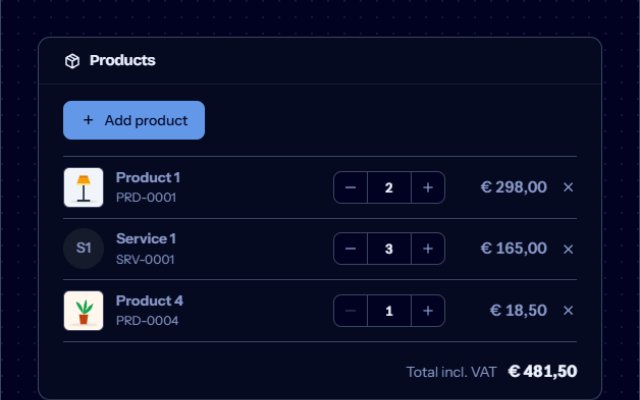 Products
+ Add product
Product 1
PRD-0001
− 2 +
€ 298,00 ×
S1
Service 1
SRV-0001
− 3 +
€ 165,00 ×
Product 4
PRD-0004
− 1 +
€ 18,50 ×
Total incl. VAT € 481,50